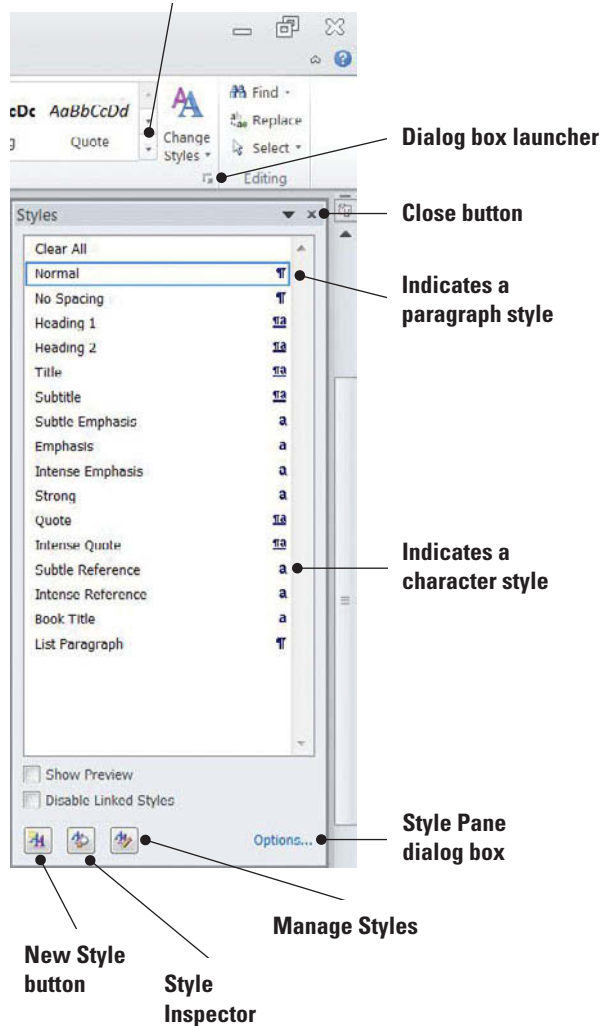 cDc AaBbCcDd
g Quote
Change
Styles
Find
Replace
Select
Editing
Dialog box launcher
Styles
Close button
Clear All
Normal ¶
Indicates a
paragraph style
No Spacing ¶
Heading 1 ¶a
Heading 2 ¶a
Title ¶a
Subtitle ¶a
Subtle Emphasis a
Emphasis a
Intense Emphasis a
Strong a
Quote ¶a
Intense Quote ¶a
Indicates a
character style
Subtle Reference a
Intense Reference a
Book Title a
List Paragraph ¶
Show Preview
Disable Linked Styles
Options...
Style Pane
dialog box
Manage Styles
New Style
button
Style
Inspector